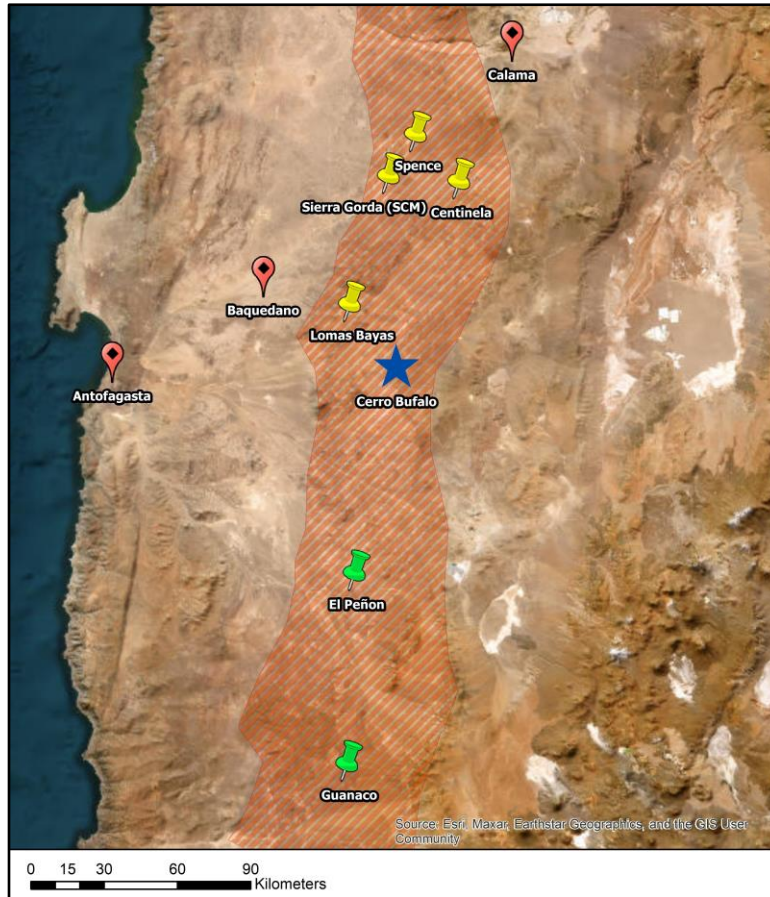 Calama
Spence
Sierra Gorda (SCM)
Centinela
Baquedano
Lomas Bayas
Antofagasta
Cerro Bufalo
El Peñon
Guanaco
Source: Esri, Maxar, Earthstar Geographics, and the GIS User
Community
0 15 30 60 90
Kilometers